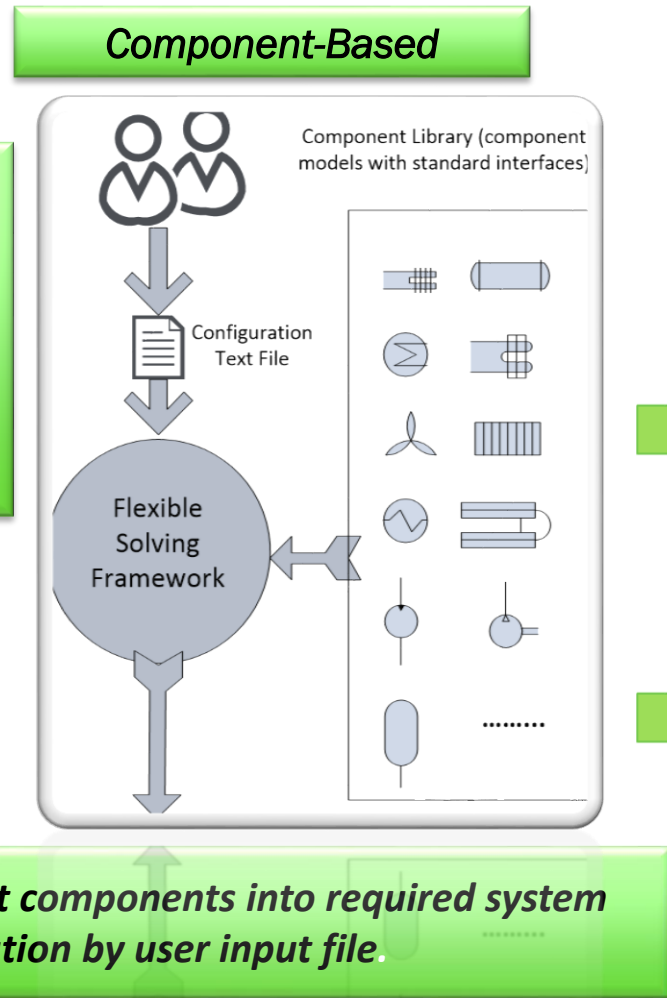 Component-Based
Component Library (component
models with standard interfaces)
Configuration
Text File
Flexible
Solving
Framework
.........
components into required system
by user input file.